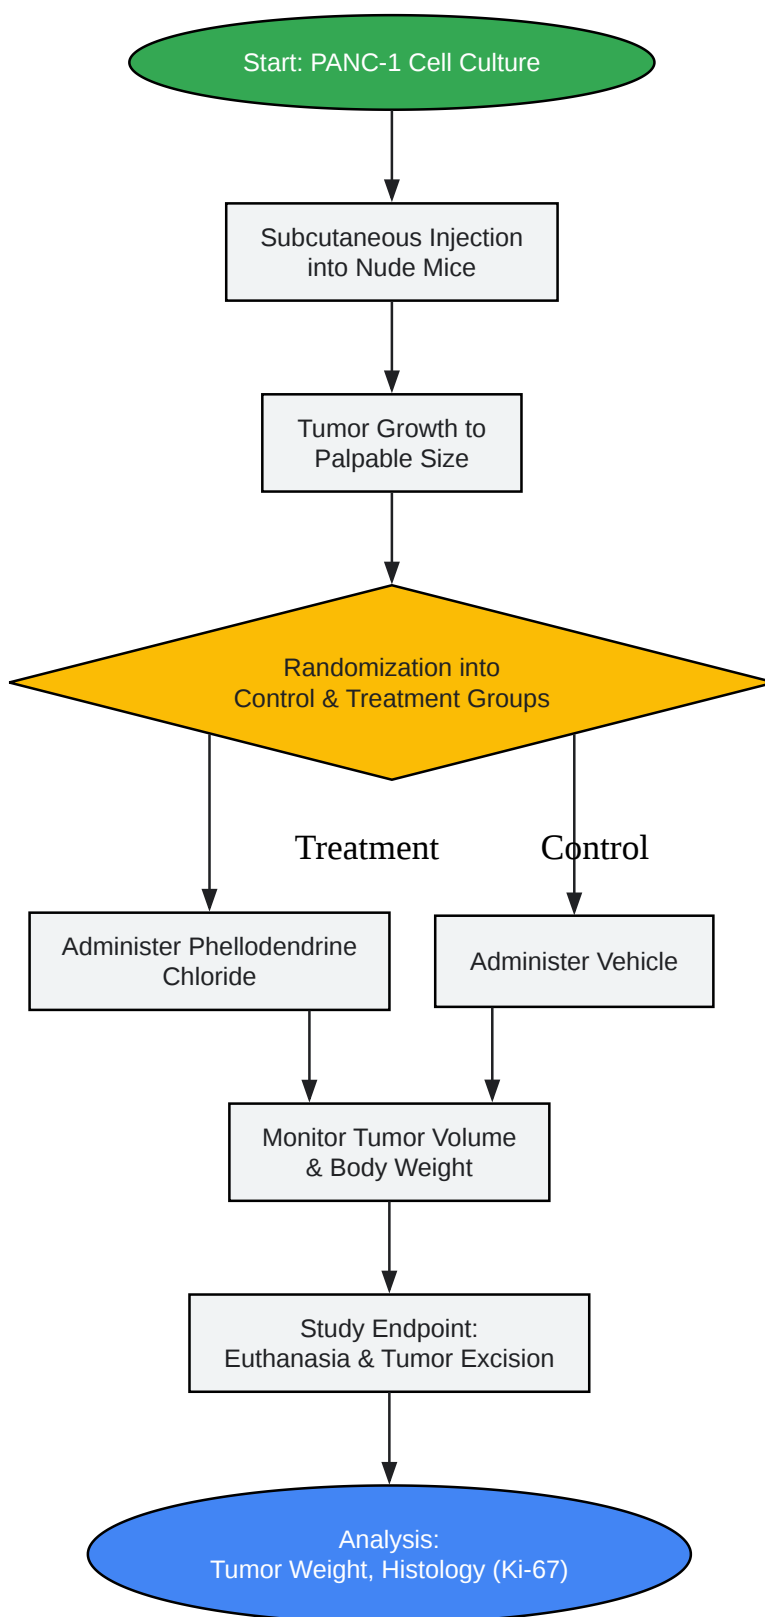 Start: PANC-1 Cell Culture
Subcutaneous Injection
into Nude Mice
Tumor Growth to
Palpable Size
Randomization into
Control & Treatment Groups
Treatment
Control
Administer Phellodendrine
Chloride
Administer Vehicle
Monitor Tumor Volume
& Body Weight
Study Endpoint:
Euthanasia & Tumor Excision
Analysis:
Tumor Weight, Histology (Ki-67)